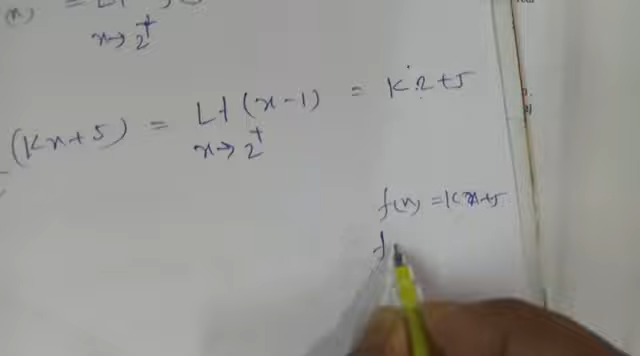 x→2⁺
(Kx+5) = Lt (x-1) = K.2+5
x→2⁺
f(x) = Kx+5
f